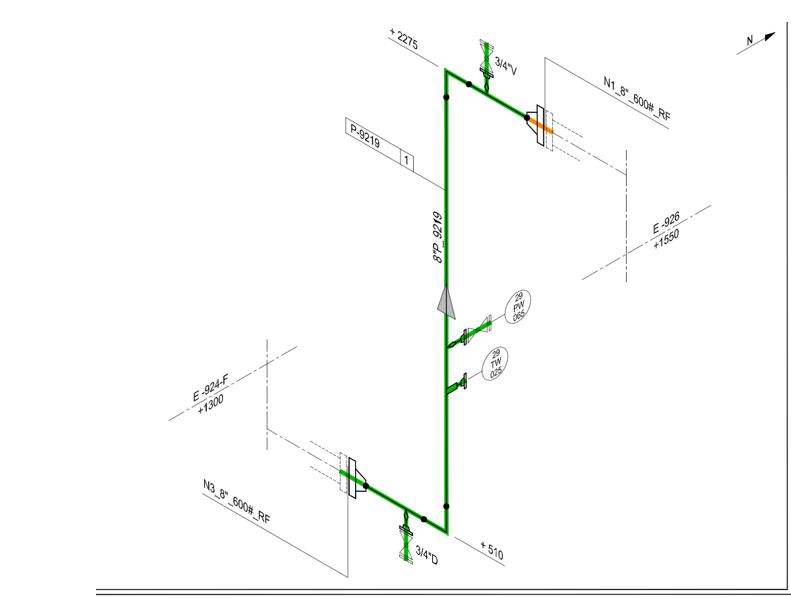 + 2275
3/4"V
N
N1_8"_600#_RF
P-9219
1
8"P_9219
E -926
+1550
29
PW
065
29
TW
025
E -924-F
+1300
N3_8"_600#_RF
3/4"D
+ 510